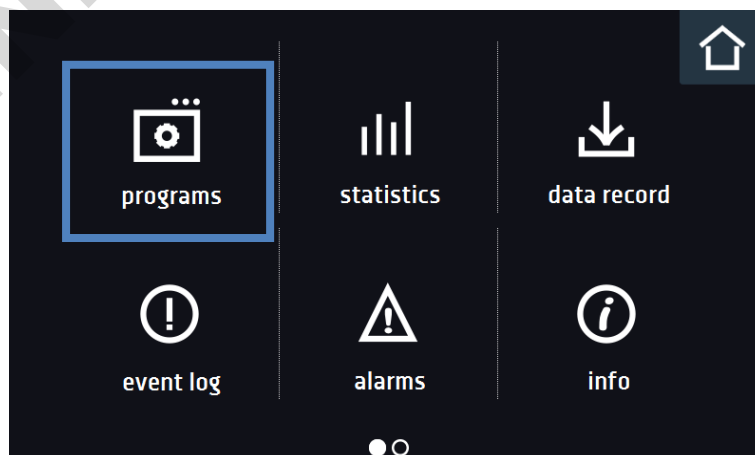 programs
statistics
data record
event log
alarms
info